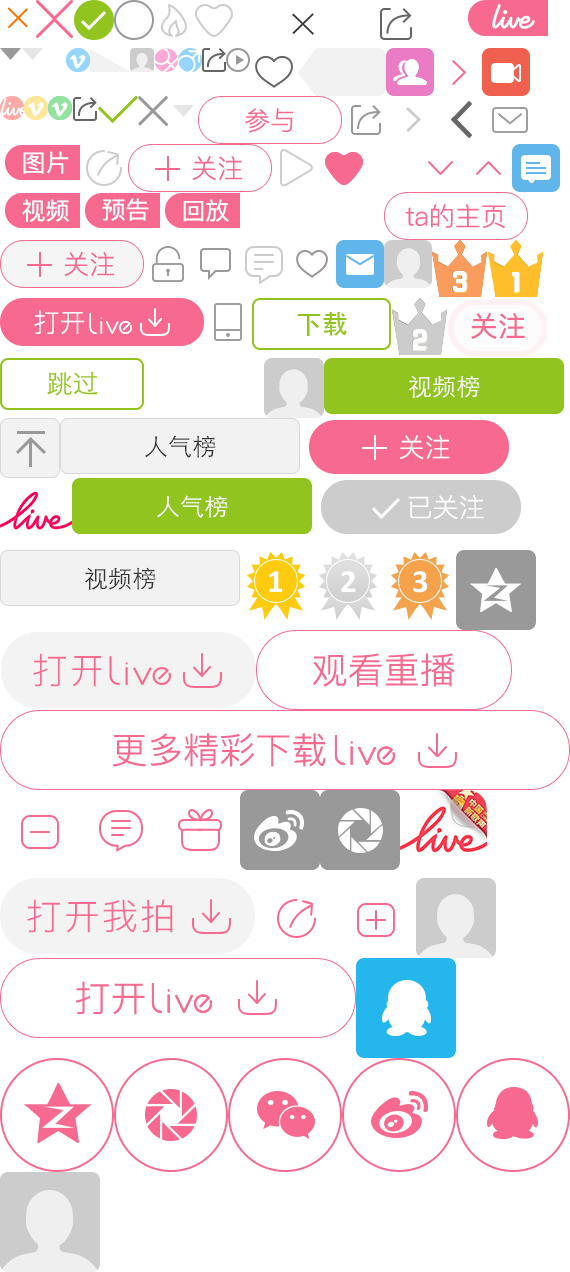 live
live
参与
图片
+ 关注
视频
预告
回放
ta的主页
+ 关注
3
1
打开live
下载
2
关注
跳过
视频榜
人气榜
+ 关注
live
人气榜
已关注
视频榜
1
2
3
打开live
观看重播
更多精彩下载live
live
打开我拍
打开live